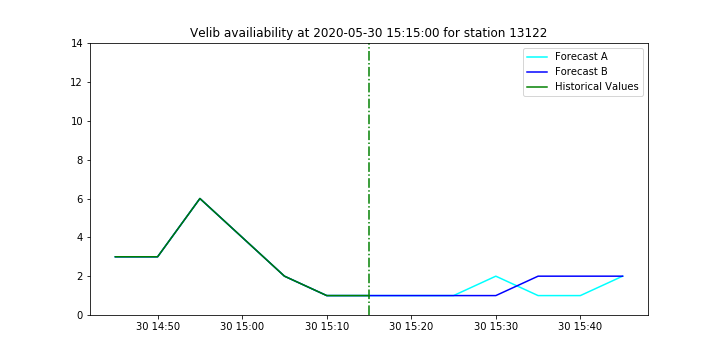 Velib availiability at 2020-05-30 15:15:00 for station 13122
14
12
10
8
6
4
2
0
Forecast A
Forecast B
Historical Values
30 14:50 30 15:00 30 15:10 30 15:20 30 15:30 30 15:40